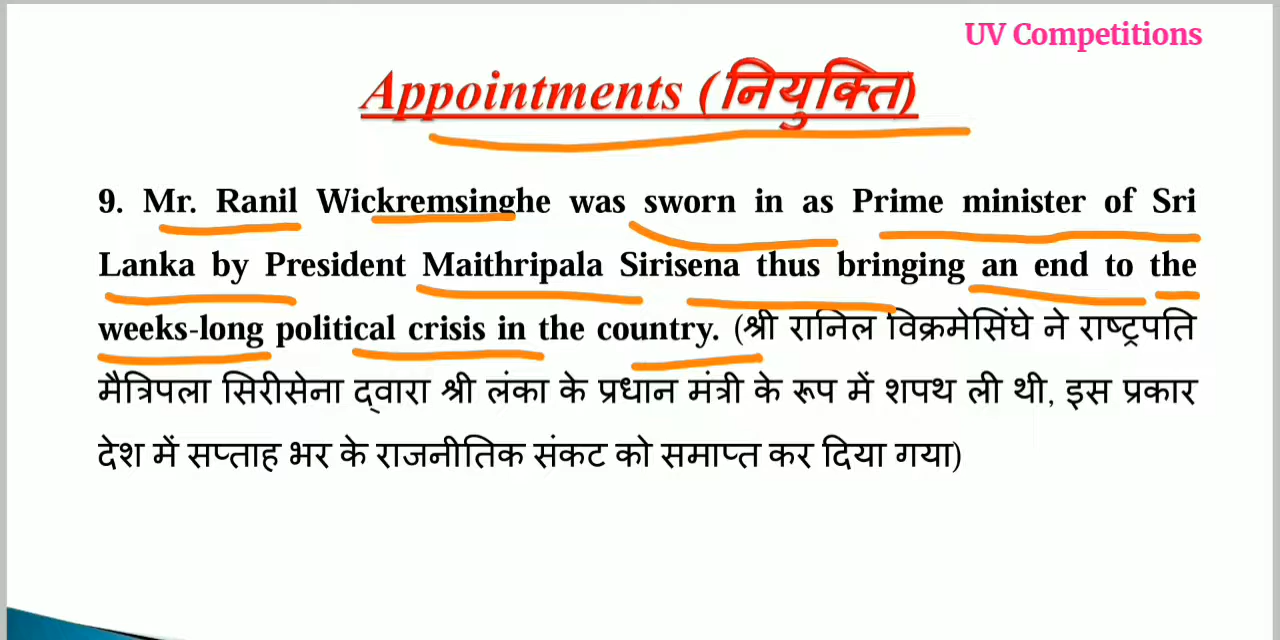 UV Competitions
Appointments (नियुक्ति)
9. Mr. Ranil Wickremsinghe was sworn in as Prime minister of Sri
Lanka by President Maithripala Sirisena thus bringing an end to the
weeks-long political crisis in the country. (श्री रानिल विक्रमेसिंघे ने राष्ट्रपति
मैत्रिपला सिरीसेना द्वारा श्री लंका के प्रधान मंत्री के रूप में शपथ ली थी, इस प्रकार
देश में सप्ताह भर के राजनीतिक संकट को समाप्त कर दिया गया)